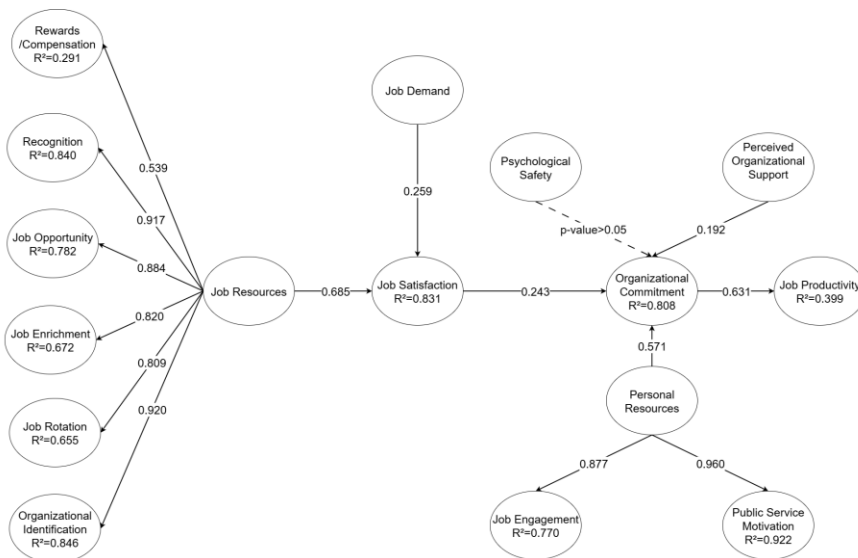 Rewards
/Compensation
R²=0.291
Recognition
R²=0.840
Job Opportunity
R²=0.782
Job Enrichment
R²=0.672
Job Rotation
R²=0.655
Organizational
Identification
R²=0.846
0.539
0.917
0.884
0.820
0.809
0.920
Job Resources
0.685
Job Demand
0.259
Job Satisfaction
R²=0.831
0.243
Psychological
Safety
p-value>0.05
Perceived
Organizational
Support
0.192
Organizational
Commitment
R²=0.808
0.631
Job Productivity
R²=0.399
0.571
Personal
Resources
0.877
0.960
Job Engagement
R²=0.770
Public Service
Motivation
R²=0.922